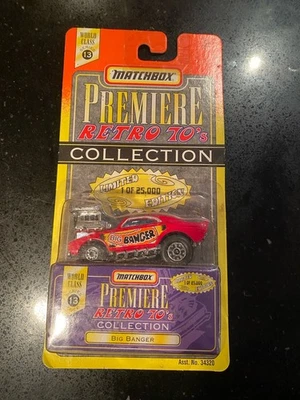 WORLD
CLASS
13
MATCHBOX
PREMIERE
RETRO 70's
COLLECTION
LIMITED
1 OF 25,000
EDITION
Big BANGER
WORLD
CLASS
13
MATCHBOX
PREMIERE
RETRO 70's
COLLECTION
BIG BANGER
Asst. No. 34320